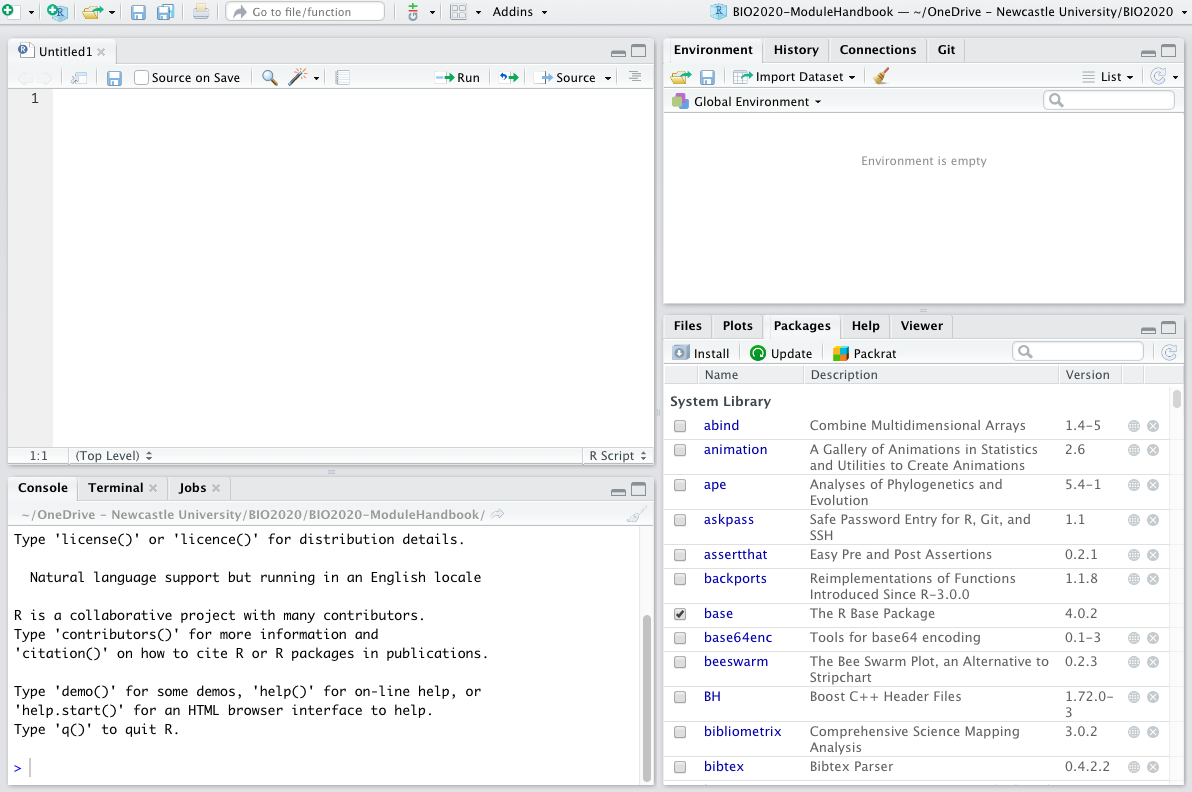 Go to file/function
Addins
BIO2020-ModuleHandbook — ~/OneDrive - Newcastle University/BIO2020
Untitled1
Source on Save
Run
Source
1
1:1
(Top Level)
R Script
Console
Terminal
Jobs
~/OneDrive - Newcastle University/BIO2020/BIO2020-ModuleHandbook/
Type 'license()' or 'licence()' for distribution details.
Natural language support but running in an English locale
R is a collaborative project with many contributors.
Type 'contributors()' for more information and
'citation()' on how to cite R or R packages in publications.
Type 'demo()' for some demos, 'help()' for on-line help, or
'help.start()' for an HTML browser interface to help.
Type 'q()' to quit R.
>
Environment
History
Connections
Git
Import Dataset
List
Global Environment
Environment is empty
Files
Plots
Packages
Help
Viewer
Install
Update
Packrat
Name Description Version
System Library
abind Combine Multidimensional Arrays 1.4-5
animation A Gallery of Animations in Statistics 2.6
and Utilities to Create Animations
ape Analyses of Phylogenetics and 5.4-1
Evolution
askpass Safe Password Entry for R, Git, and 1.1
SSH
assertthat Easy Pre and Post Assertions 0.2.1
backports Reimplementations of Functions 1.1.8
Introduced Since R-3.0.0
base The R Base Package 4.0.2
base64enc Tools for base64 encoding 0.1-3
beeswarm The Bee Swarm Plot, an Alternative to 0.2.3
Stripchart
BH Boost C++ Header Files 1.72.0-
3
bibliometrix Comprehensive Science Mapping 3.0.2
Analysis
bibtex Bibtex Parser 0.4.2.2